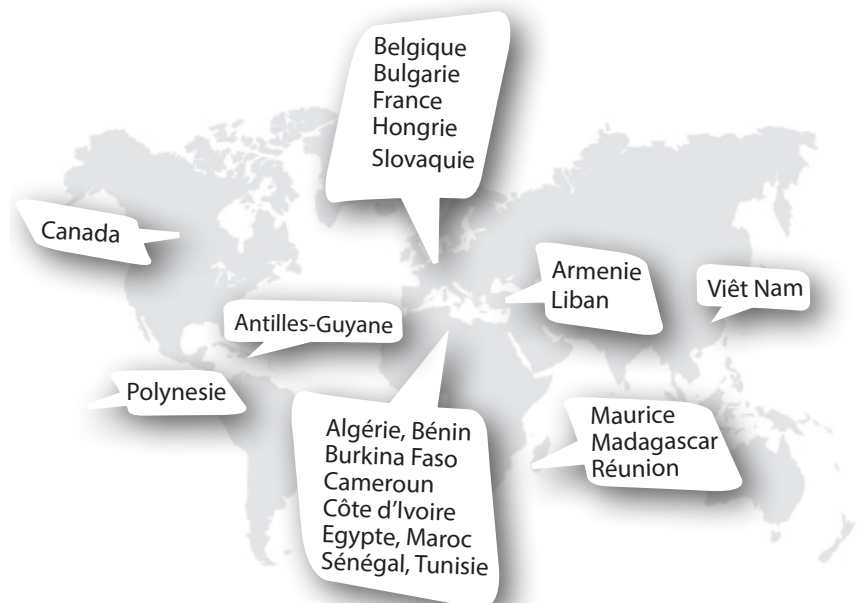 Belgique
Bulgarie
France
Hongrie
Slovaquie
Canada
Armenie
Liban
Viêt Nam
Antilles-Guyane
Polynesie
Algérie, Bénin
Burkina Faso
Cameroun
Côte d'Ivoire
Egypte, Maroc
Sénégal, Tunisie
Maurice
Madagascar
Réunion